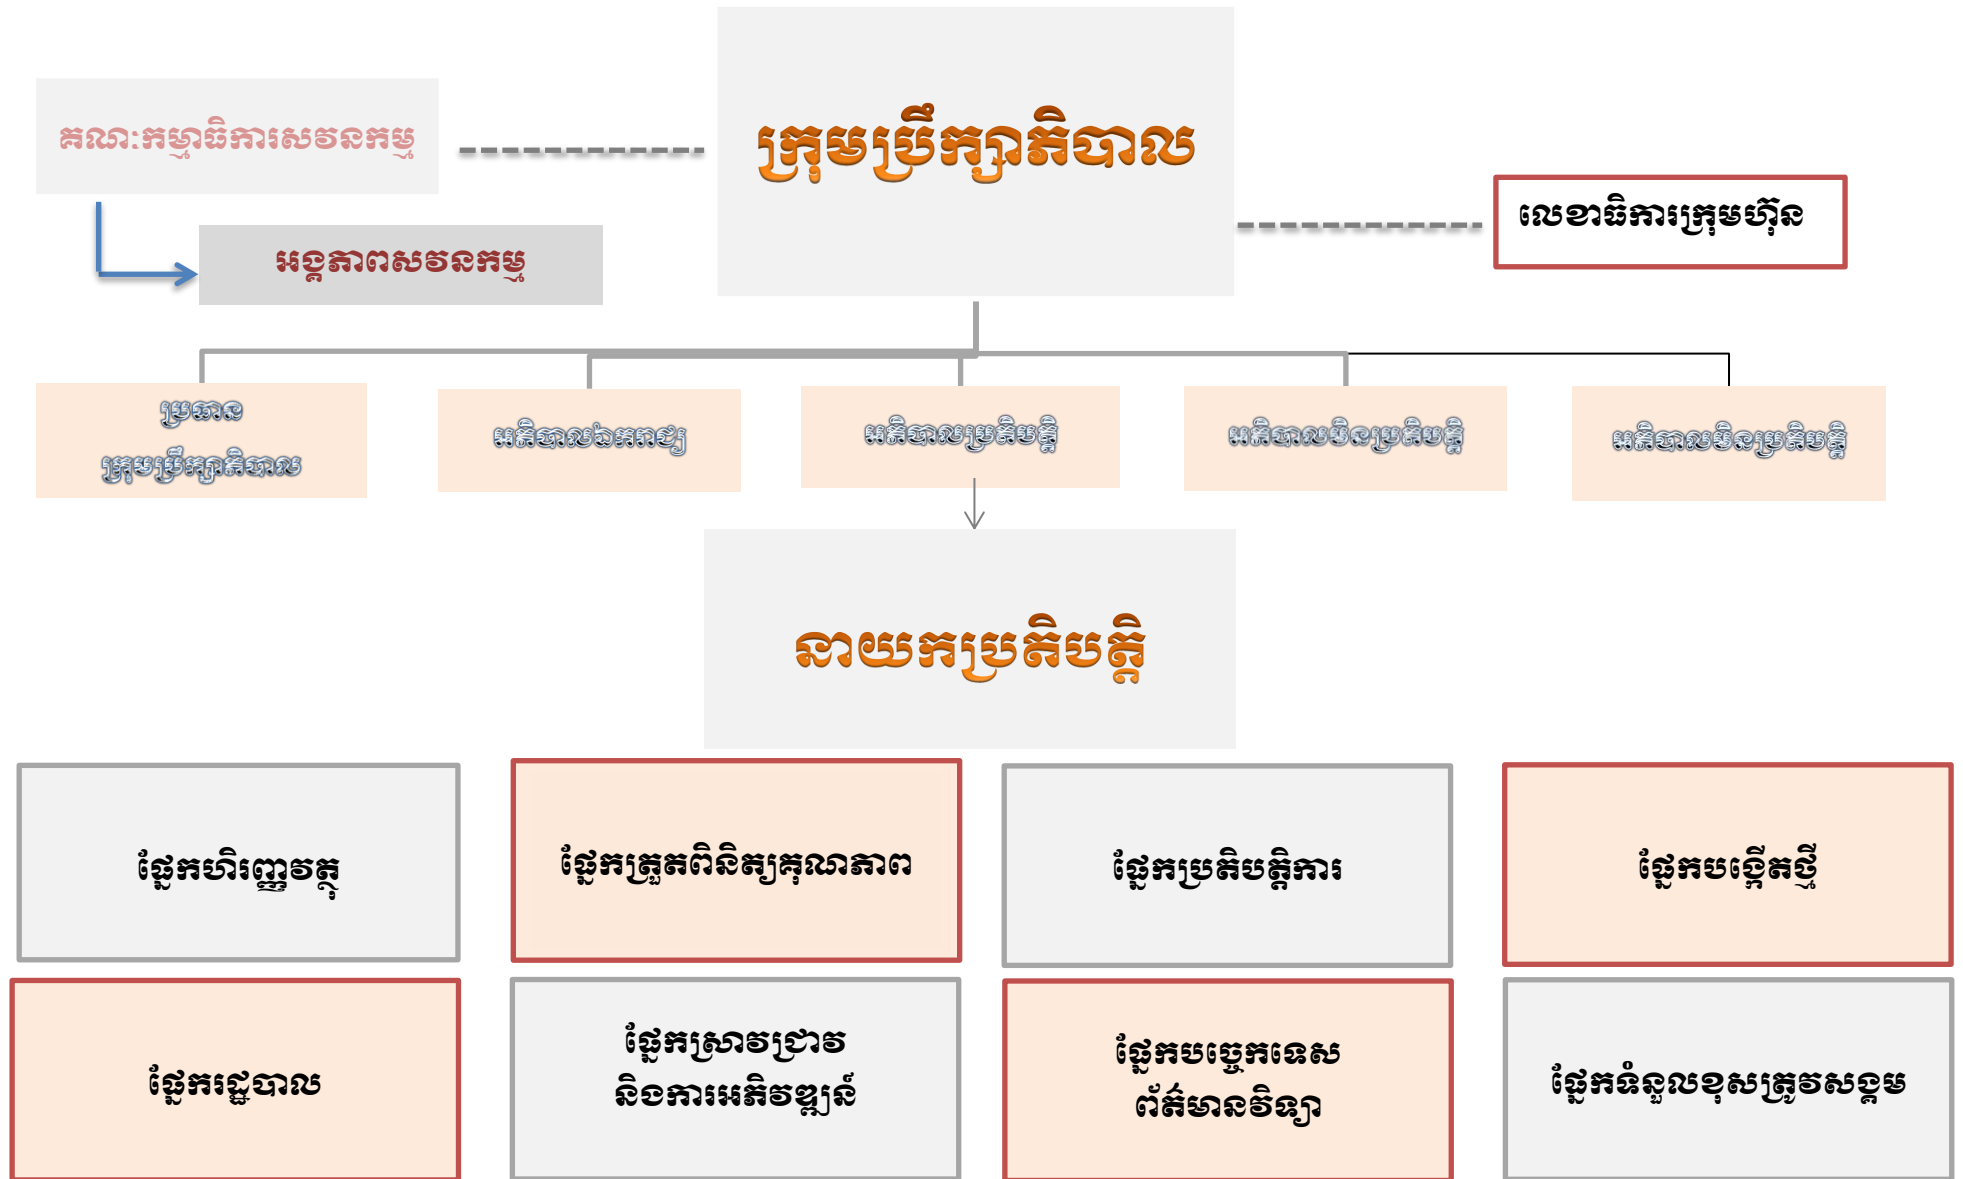 ក្រុមប្រឹក្សាភិបាល
គណៈកម្មាធិការសវនកម្ម
លេខាធិការក្រុមហ៊ុន
អង្គភាពសវនកម្ម
ប្រធាន
ក្រុមប្រឹក្សាភិបាល
អភិបាលឯករាជ្យ
អភិបាលប្រតិបត្តិ
អភិបាលមិនប្រតិបត្តិ
អភិបាលមិនប្រតិបត្តិ
នាយកប្រតិបត្តិ
ផ្នែកហិរញ្ញវត្ថុ
ផ្នែកត្រួតពិនិត្យគុណភាព
ផ្នែកប្រតិបត្តិការ
ផ្នែកបង្កើតថ្មី
ផ្នែករដ្ឋបាល
ផ្នែកស្រាវជ្រាវ
និងការអភិវឌ្ឍន៍
ផ្នែកបច្ចេកទេស
ព័ត៌មានវិទ្យា
ផ្នែកទំនួលខុសត្រូវសង្គម